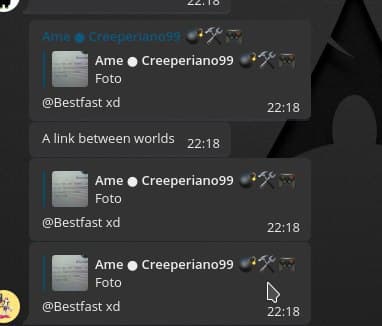 22:18
Ame ● Creeperiano99 💣⚒️🎮
Ame ● Creeperiano99 💣⚒️🎮
Foto
@Bestfast xd 22:18
A link between worlds 22:18
Ame ● Creeperiano99 💣⚒️🎮
Foto
@Bestfast xd 22:18
Ame ● Creeperiano99 💣⚒️🎮
Foto
@Bestfast xd 22:18